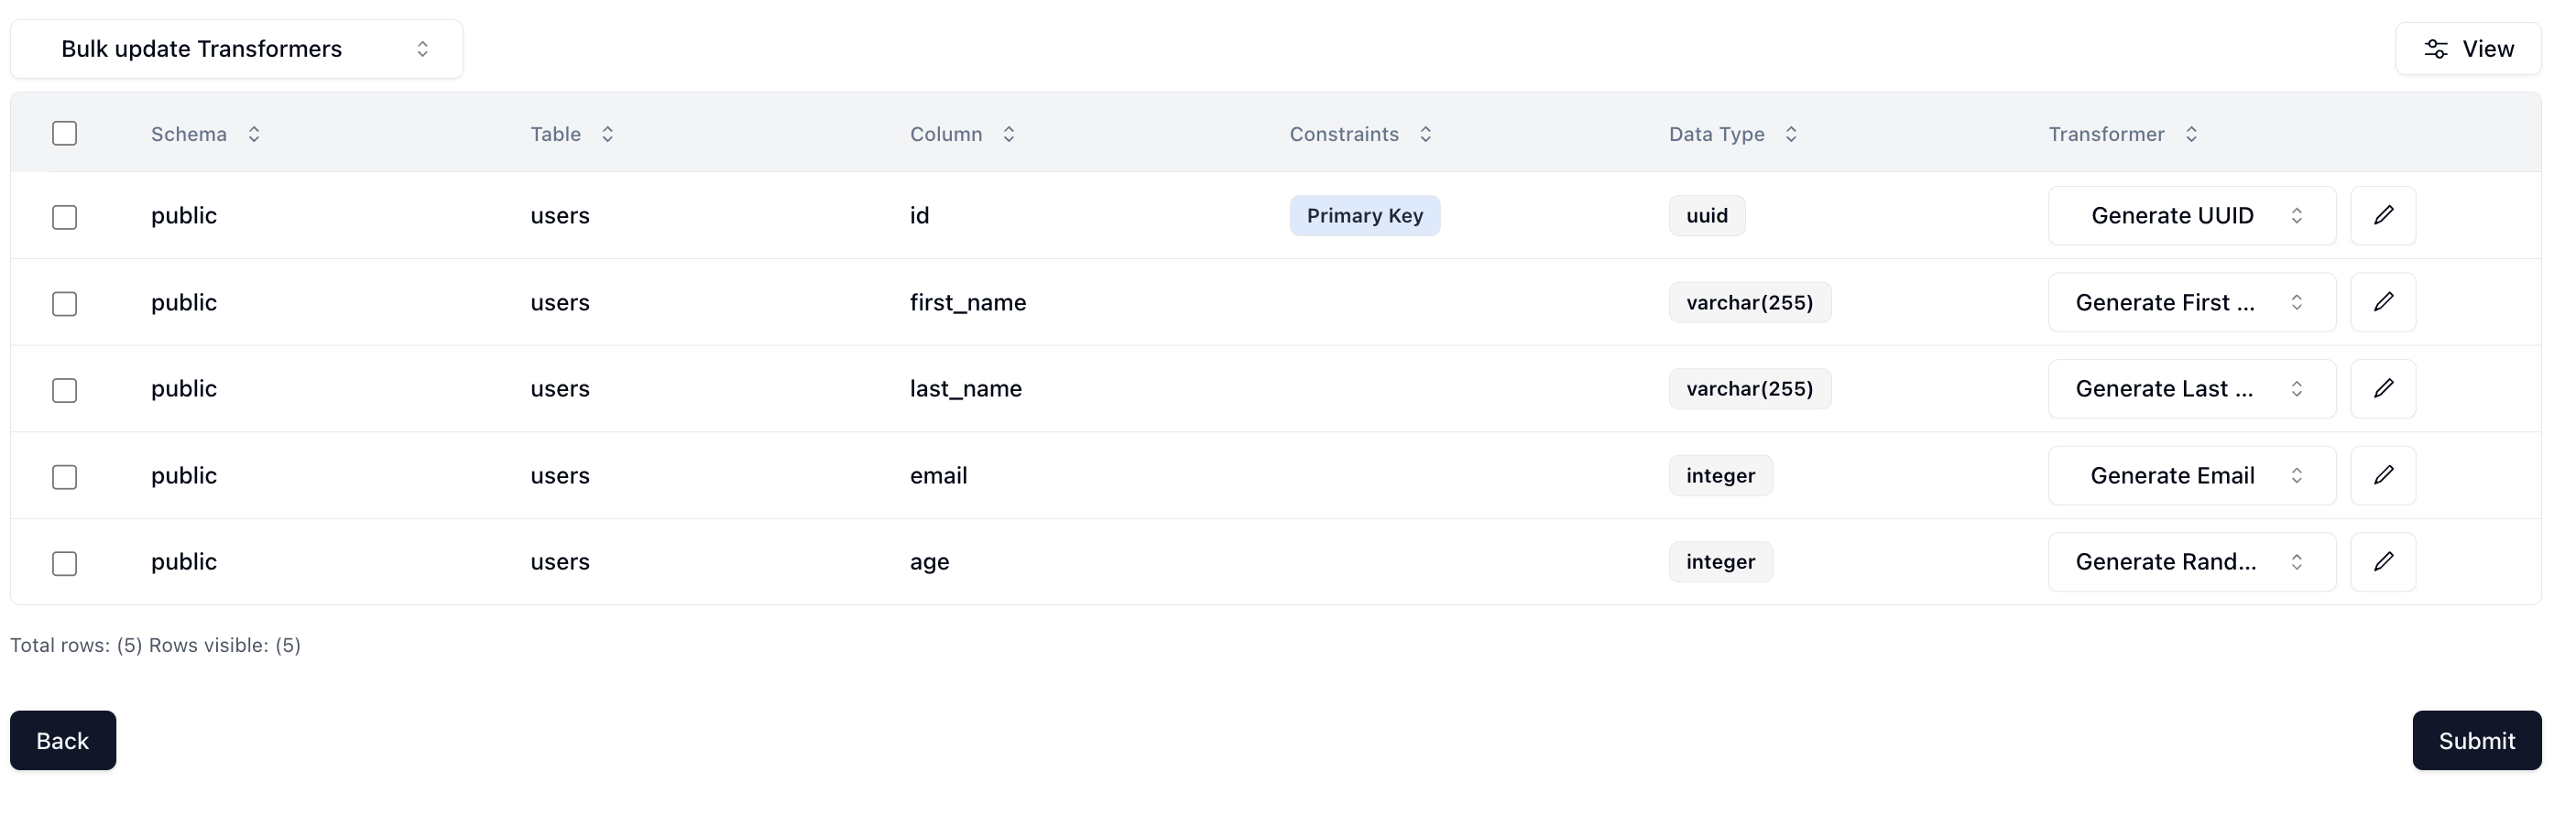 Bulk update Transformers
View
Schema Table Column Constraints Data Type Transformer
public users id Primary Key uuid Generate UUID
public users first_name varchar(255) Generate First ...
public users last_name varchar(255) Generate Last ...
public users email integer Generate Email
public users age integer Generate Rand...
Total rows: (5) Rows visible: (5)
Back
Submit